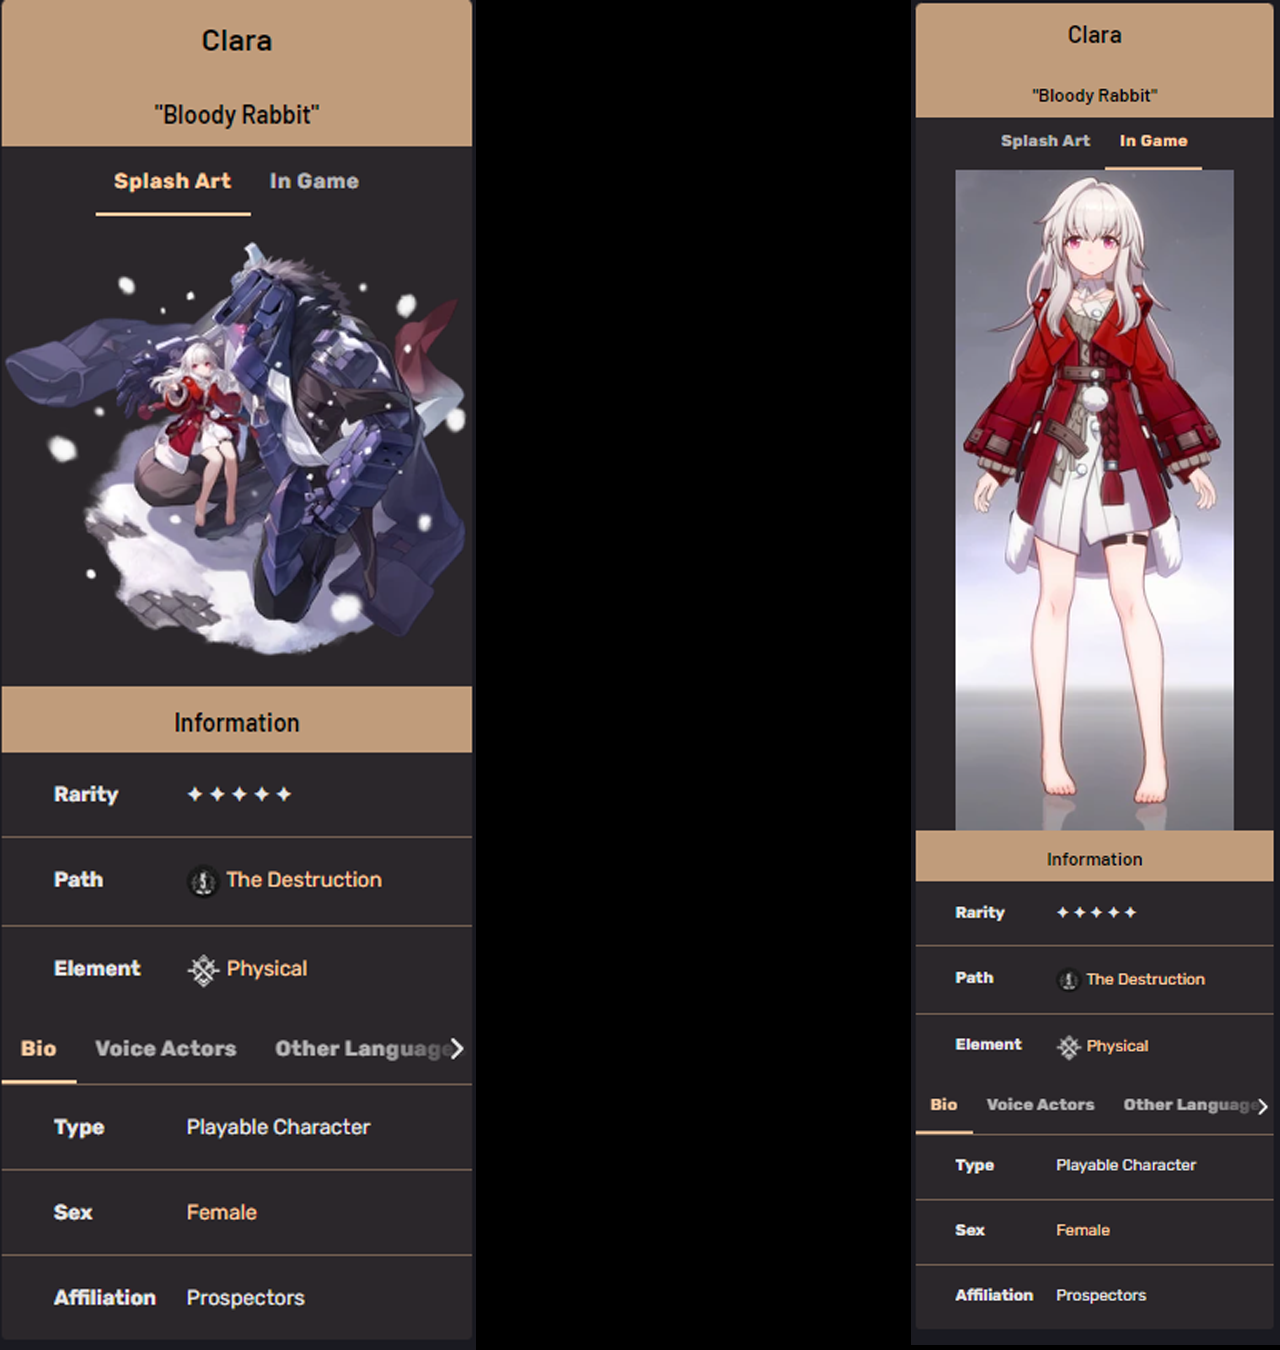 Clara
"Bloody Rabbit"
Splash Art In Game
Information
Rarity
Path The Destruction
Element Physical
Bio Voice Actors Other Language
Type Playable Character
Sex Female
Affiliation Prospectors
Clara
"Bloody Rabbit"
Splash Art In Game
Information
Rarity
Path The Destruction
Element Physical
Bio Voice Actors Other Language
Type Playable Character
Sex Female
Affiliation Prospectors